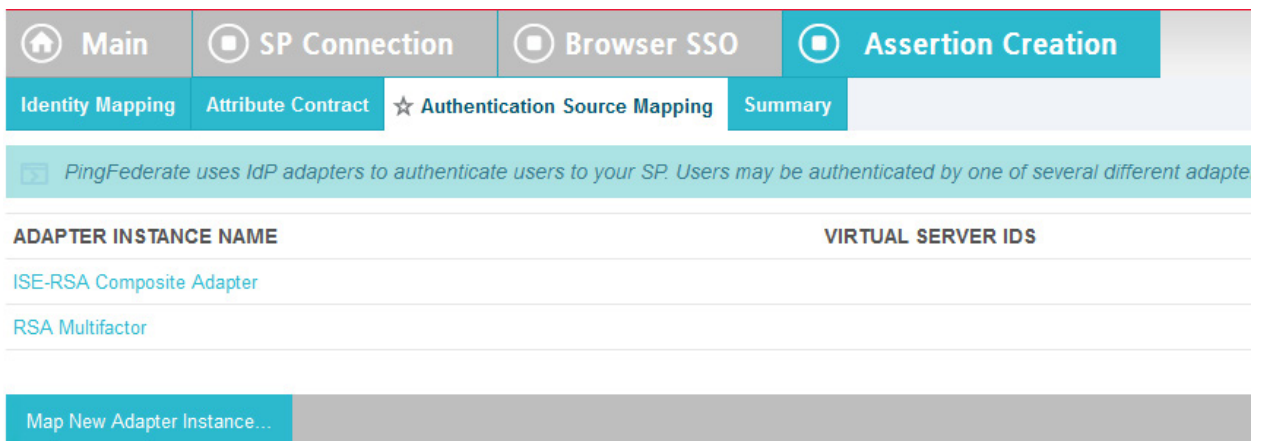 Main SP Connection Browser SSO Assertion Creation
Identity Mapping Attribute Contract Authentication Source Mapping Summary
PingFederate uses IdP adapters to authenticate users to your SP. Users may be authenticated by one of several different adapte
ADAPTER INSTANCE NAME VIRTUAL SERVER IDS
ISE-RSA Composite Adapter
RSA Multifactor
Map New Adapter Instance...